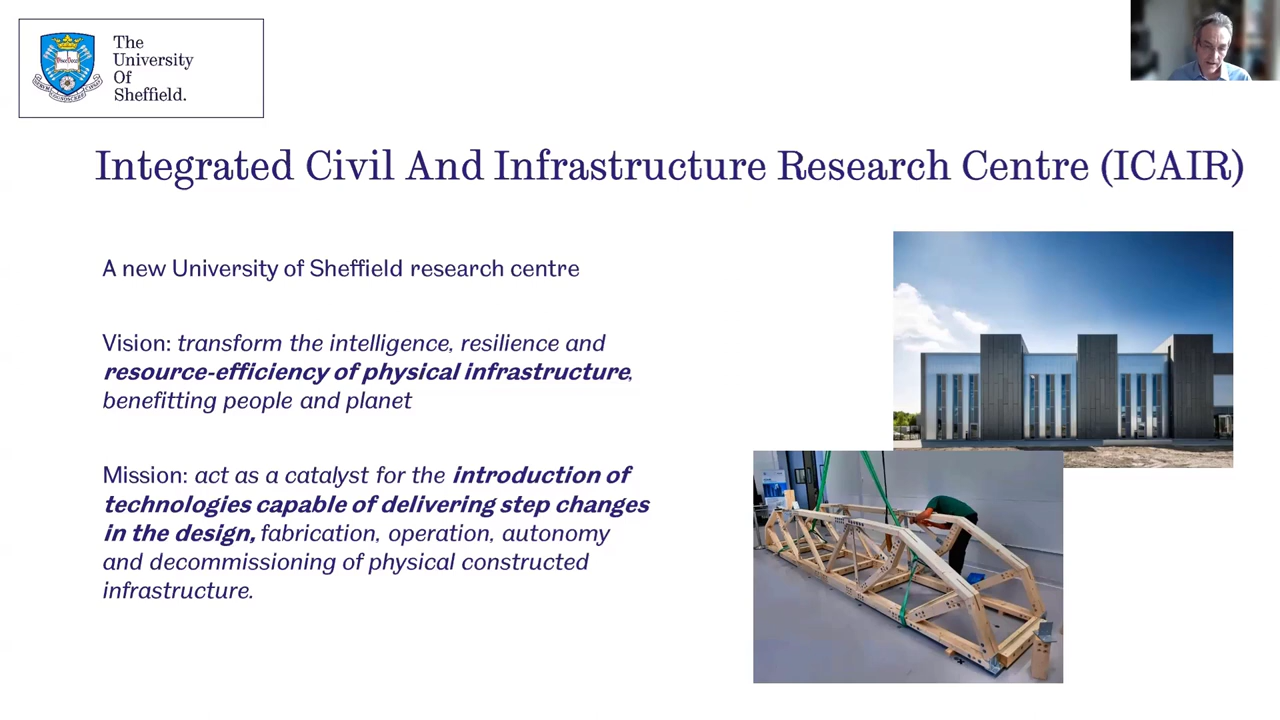 The
University
Of
Sheffield.
Integrated Civil And Infrastructure Research Centre (ICAIR)
A new University of Sheffield research centre
Vision: transform the intelligence, resilience and
resource-efficiency of physical infrastructure,
benefitting people and planet
Mission: act as a catalyst for the introduction of
technologies capable of delivering step changes
in the design, fabrication, operation, autonomy
and decommissioning of physical constructed
infrastructure.